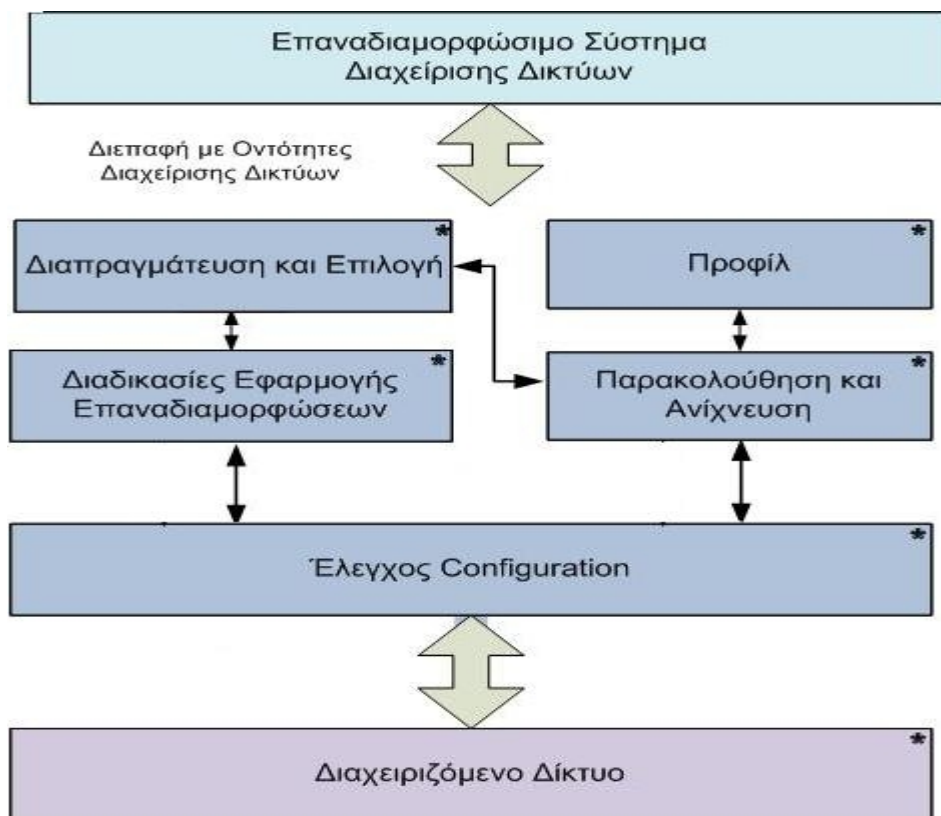 Επαναδιαμορφώσιμο Σύστημα
Διαχείρισης Δικτύων
Διεπαφή με Οντότητες
Διαχείρισης Δικτύων
*
Διαπραγμάτευση και Επιλογή
*
Προφίλ
*
Διαδικασίες Εφαρμογής
Επαναδιαμορφώσεων
*
Παρακολούθηση και
Ανίχνευση
*
Έλεγχος Configuration
*
Διαχειριζόμενο Δίκτυο